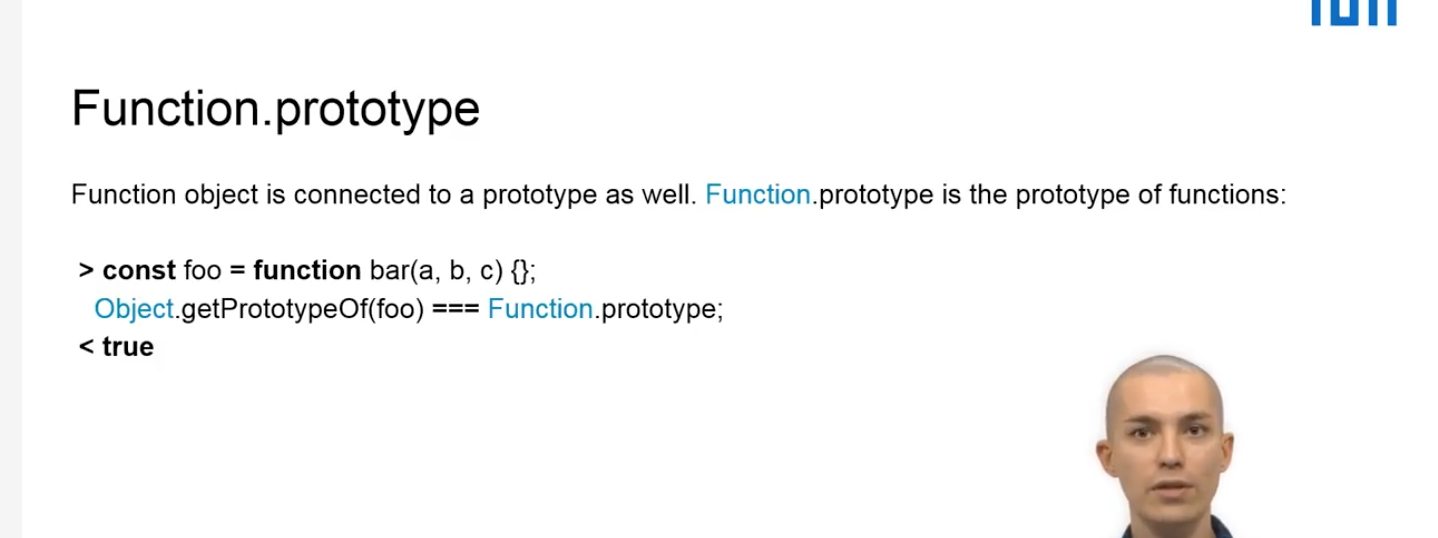 Function.prototype
Function object is connected to a prototype as well. Function.prototype is the prototype of functions:
> const foo = function bar(a, b, c) {};
Object.getPrototypeOf(foo) === Function.prototype;
< true